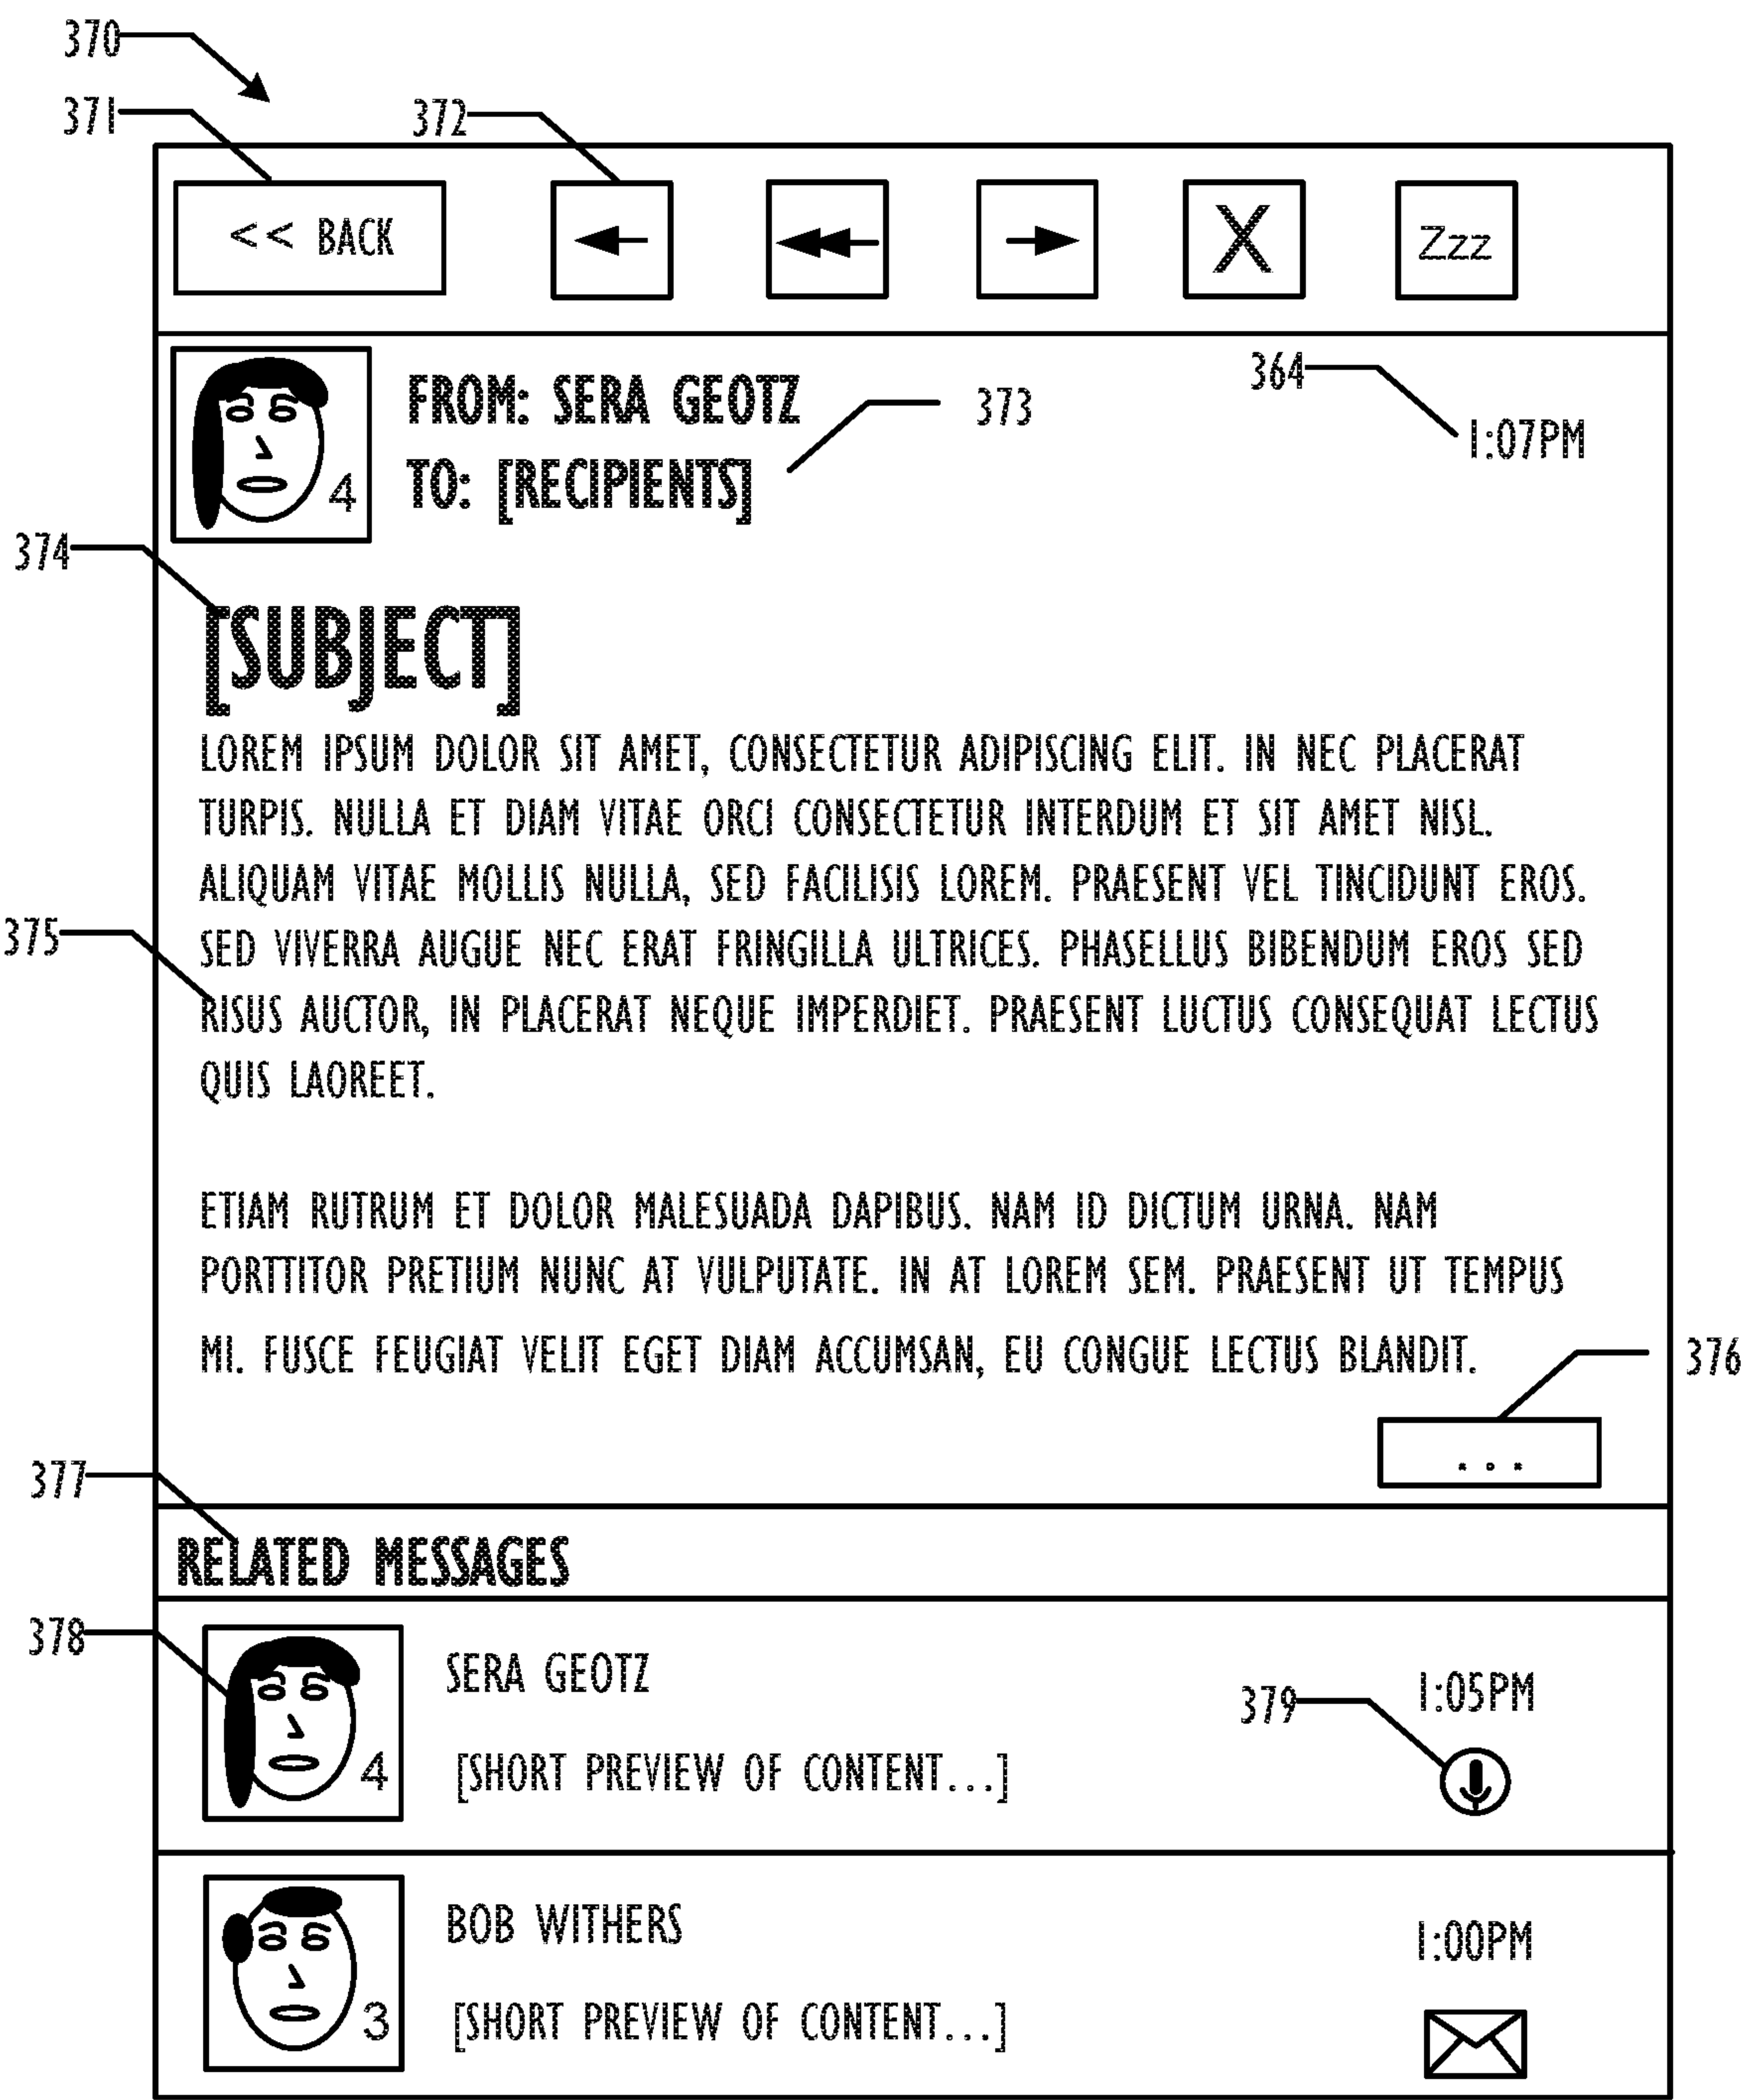 370
371
372
<< BACK
X
Zzz
FROM: SERA GEOTZ
373
364
1:07PM
TO: [RECIPIENTS]
4
374
[SUBJECT]
LOREM IPSUM DOLOR SIT AMET, CONSECTETUR ADIPISCING ELIT. IN NEC PLACERAT
TURPIS. NULLA ET DIAM VITAE ORCI CONSECTETUR INTERDUM ET SIT AMET NISL.
ALIQUAM VITAE MOLLIS NULLA, SED FACILISIS LOREM. PRAESENT VEL TINCIDUNT EROS.
375
SED VIVERRA AUGUE NEC ERAT FRINGILLA ULTRICES. PHASELLUS BIBENDUM EROS SED
RISUS AUCTOR, IN PLACERAT NEQUE IMPERDIET. PRAESENT LUCTUS CONSEQUAT LECTUS
QUIS LAOREET.
ETIAM RUTRUM ET DOLOR MALESUADA DAPIBUS. NAM ID DICTUM URNA. NAM
PORTTITOR PRETIUM NUNC AT VULPUTATE. IN AT LOREM SEM. PRAESENT UT TEMPUS
MI. FUSCE FEUGIAT VELIT EGET DIAM ACCUMSAN, EU CONGUE LECTUS BLANDIT.
376
...
377
RELATED MESSAGES
378
SERA GEOTZ
379
1:05PM
4
[SHORT PREVIEW OF CONTENT...]
BOB WITHERS
1:00PM
3
[SHORT PREVIEW OF CONTENT...]